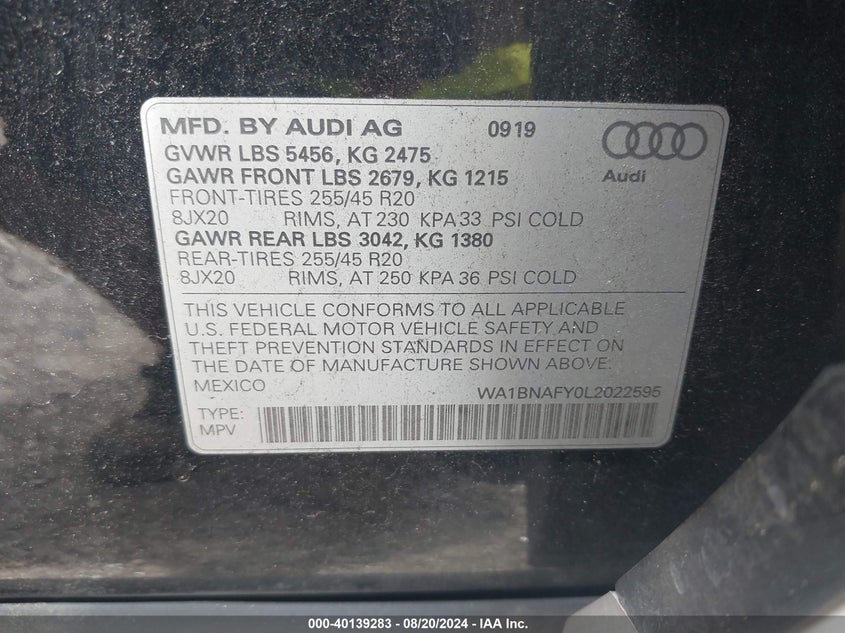 MFD. BY AUDI AG 0919
GVWR LBS 5456, KG 2475
GAWR FRONT LBS 2679, KG 1215
Audi
FRONT-TIRES 255/45 R20
8JX20 RIMS, AT 230 KPA 33 PSI COLD
GAWR REAR LBS 3042, KG 1380
REAR-TIRES 255/45 R20
8JX20 RIMS, AT 250 KPA 36 PSI COLD
THIS VEHICLE CONFORMS TO ALL APPLICABLE
U.S. FEDERAL MOTOR VEHICLE SAFETY AND
THEFT PREVENTION STANDARDS IN EFFECT ON
THE DATE OF MANUFACTURE SHOWN ABOVE.
MEXICO WA1BNAFY0L2022595
TYPE:
MPV
000-40139283 - 08/20/2024 - IAA Inc.